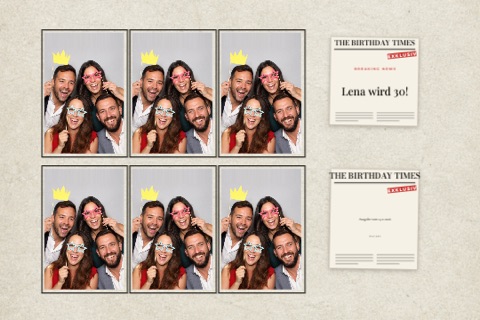 THE BIRTHDAY TIMES
EXKLUSIV
BREAKING NEWS
Lena wird 30!
THE BIRTHDAY TIMES
EXKLUSIV